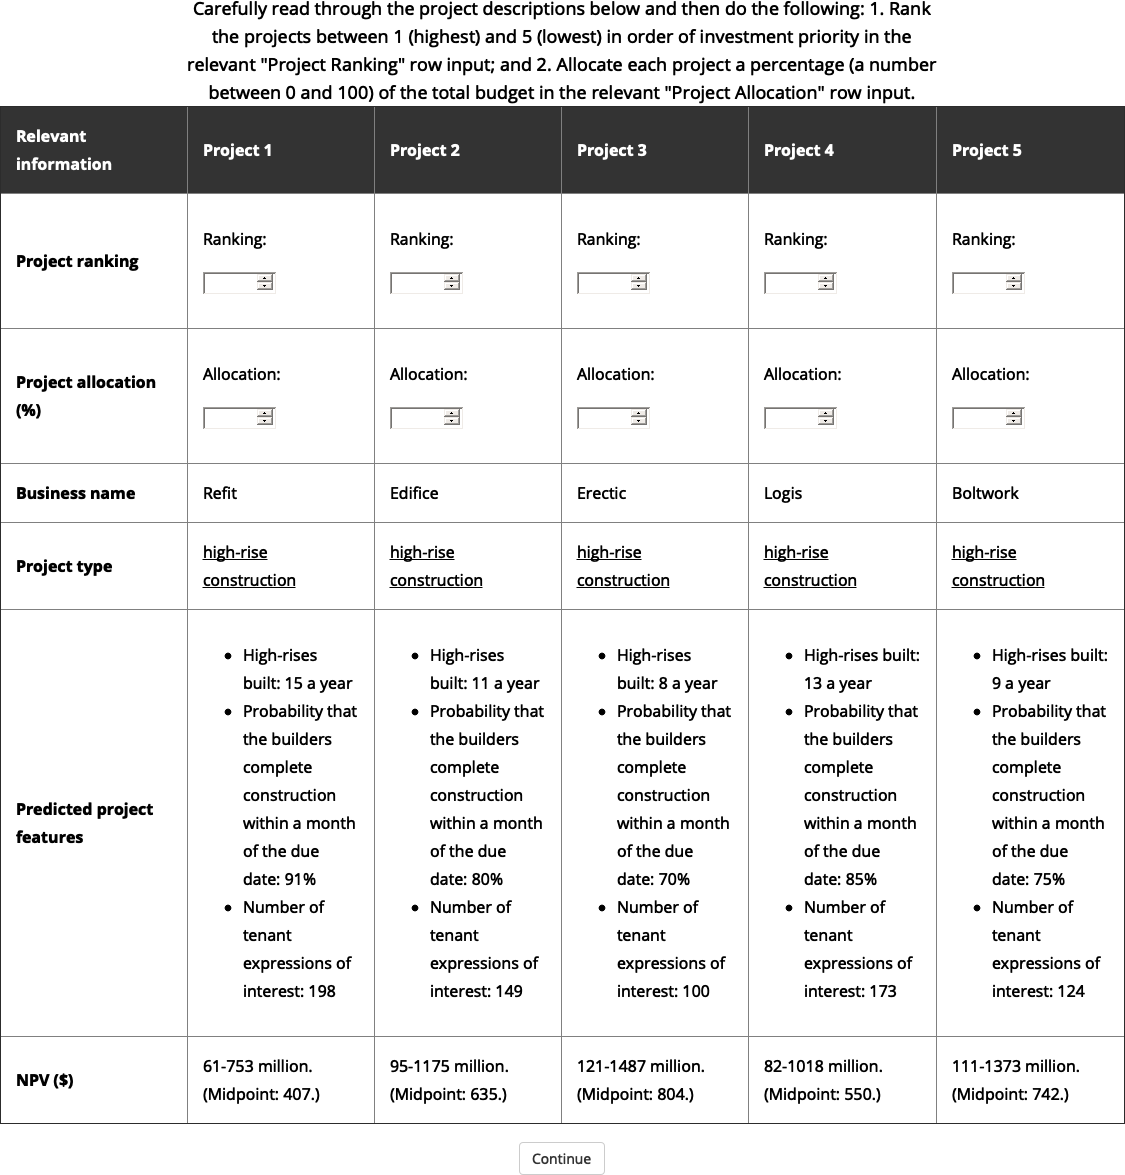 Carefully read through the project descriptions below and then do the following: 1. Rank
the projects between 1 (highest) and 5 (lowest) in order of investment priority in the
relevant "Project Ranking" row input; and 2. Allocate each project a percentage (a number
between 0 and 100) of the total budget in the relevant "Project Allocation" row input.
Relevant
information
Project 1
Project 2
Project 3
Project 4
Project 5
Project ranking
Ranking:
Ranking:
Ranking:
Ranking:
Ranking:
Project allocation
(%)
Allocation:
Allocation:
Allocation:
Allocation:
Allocation:
Business name
Refit
Edifice
Erectic
Logis
Boltwork
Project type
high-rise
construction
high-rise
construction
high-rise
construction
high-rise
construction
high-rise
construction
Predicted project
features
• High-rises
built: 15 a year
• Probability that
the builders
complete
construction
within a month
of the due
date: 91%
• Number of
tenant
expressions of
interest: 198
• High-rises
built: 11 a year
• Probability that
the builders
complete
construction
within a month
of the due
date: 80%
• Number of
tenant
expressions of
interest: 149
• High-rises
built: 8 a year
• Probability that
the builders
complete
construction
within a month
of the due
date: 70%
• Number of
tenant
expressions of
interest: 100
• High-rises built:
13 a year
• Probability that
the builders
complete
construction
within a month
of the due
date: 85%
• Number of
tenant
expressions of
interest: 173
• High-rises built:
9 a year
• Probability that
the builders
complete
construction
within a month
of the due
date: 75%
• Number of
tenant
expressions of
interest: 124
NPV ($)
61-753 million.
(Midpoint: 407.)
95-1175 million.
(Midpoint: 635.)
121-1487 million.
(Midpoint: 804.)
82-1018 million.
(Midpoint: 550.)
111-1373 million.
(Midpoint: 742.)
Continue